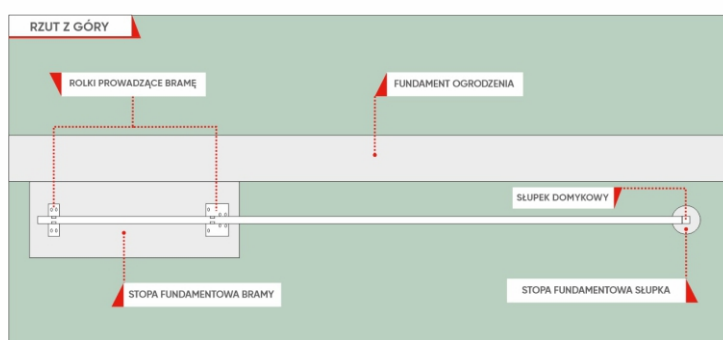 RZUT Z GÓRY
ROLKI PROWADZĄCE BRAMĘ
FUNDAMENT OGRODZENIA
SŁUPEK DOMYKOWY
STOPA FUNDAMENTOWA BRAMY
STOPA FUNDAMENTOWA SŁUPKA